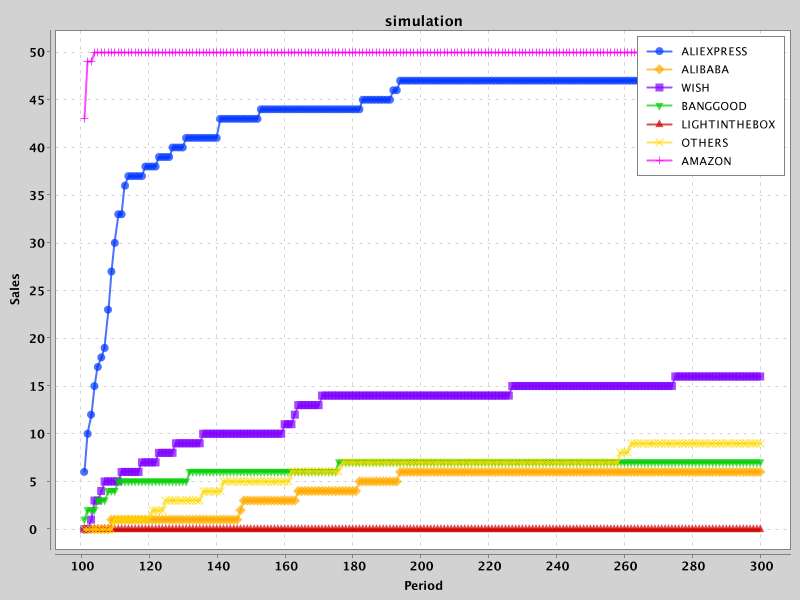 simulation
50
45
40
35
30
25
20
15
10
5
0
Sales
ALIEXPRESS
ALIBABA
WISH
BANGGOOD
LIGHTINTHEBOX
OTHERS
AMAZON
100 120 140 160 180 200 220 240 260 280 300
Period